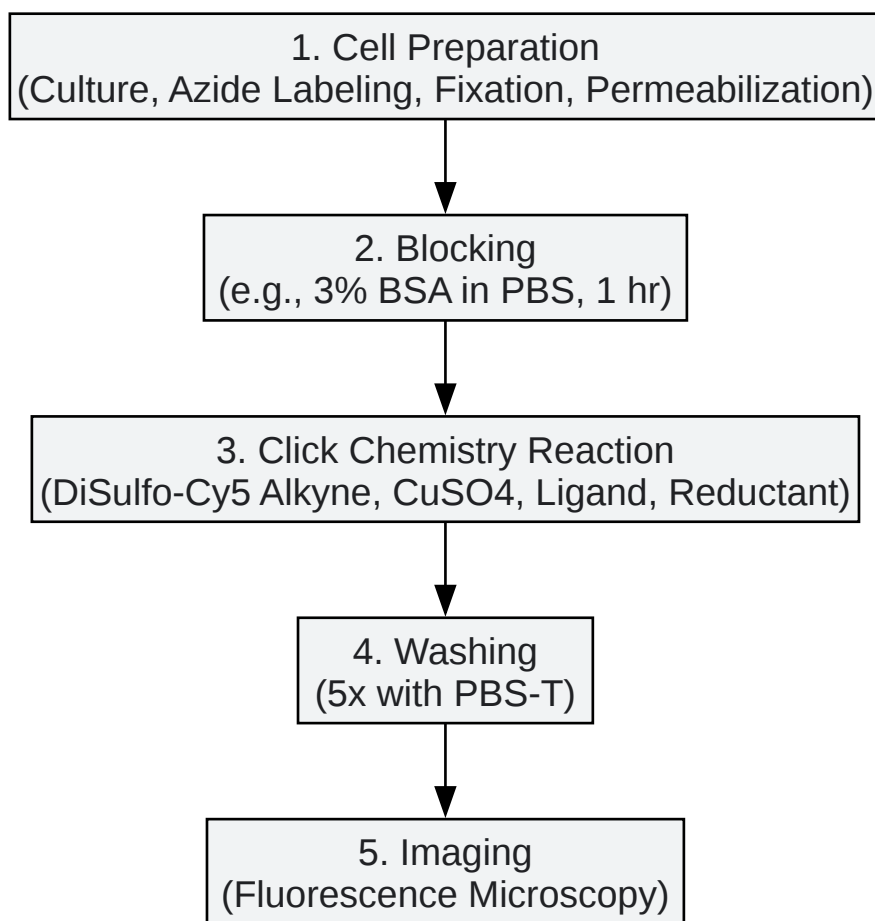 1. Cell Preparation
(Culture, Azide Labeling, Fixation, Permeabilization)
2. Blocking
(e.g., 3% BSA in PBS, 1 hr)
3. Click Chemistry Reaction
(DiSulfo-Cy5 Alkyne, CuSO4, Ligand, Reductant)
4. Washing
(5x with PBS-T)
5. Imaging
(Fluorescence Microscopy)